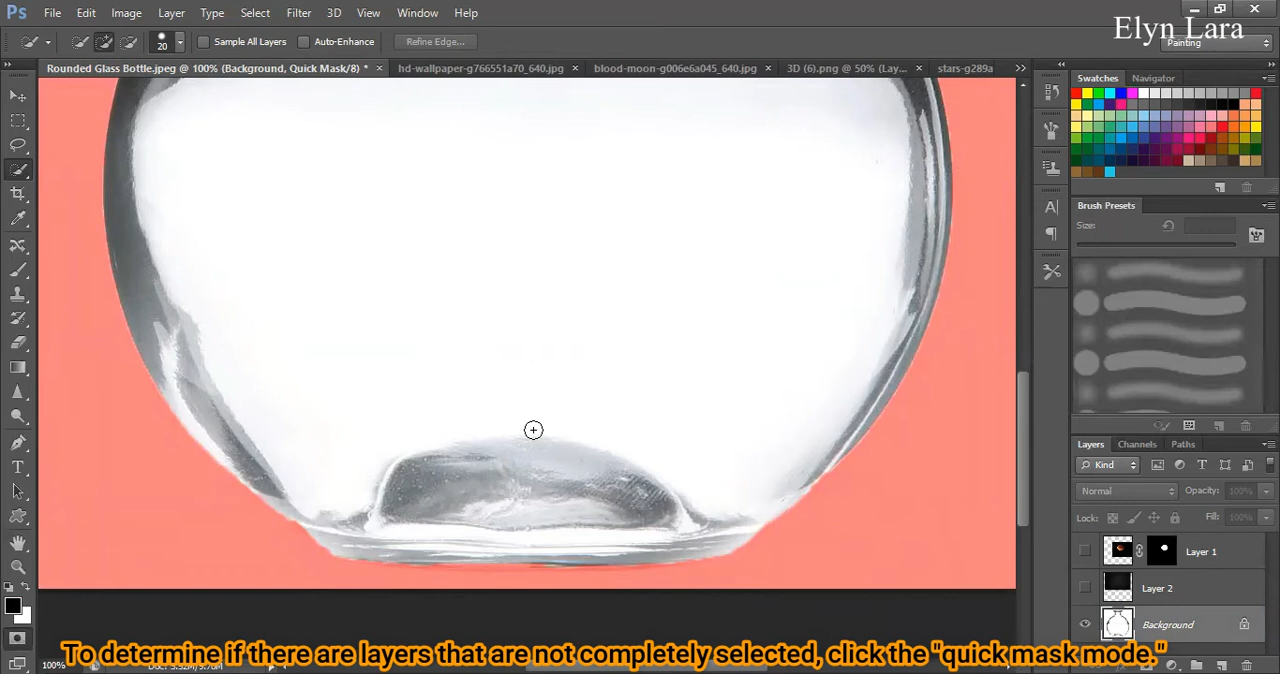 Ps File Edit Image Layer Type Select Filter 3D View Window Help
Elyn Lara
20 Sample All Layers Auto-Enhance Refine Edge... Painting
Rounded Glass Bottle.jpeg @ 100% (Background, Quick Mask/8) * × hd-wallpaper-g766551a70_640.jpg × blood-moon-g006e6a045_640.jpg × 3D (6).png @ 50% (Lay... × stars-g289a
Swatches Navigator
Brush Presets
Size:
Layers Channels Paths
Kind
Normal Opacity: 100%
Lock: Fill: 100%
Layer 1
Layer 2
Background
To determine if there are layers that are not completely selected, click the "quick mask mode."
100%